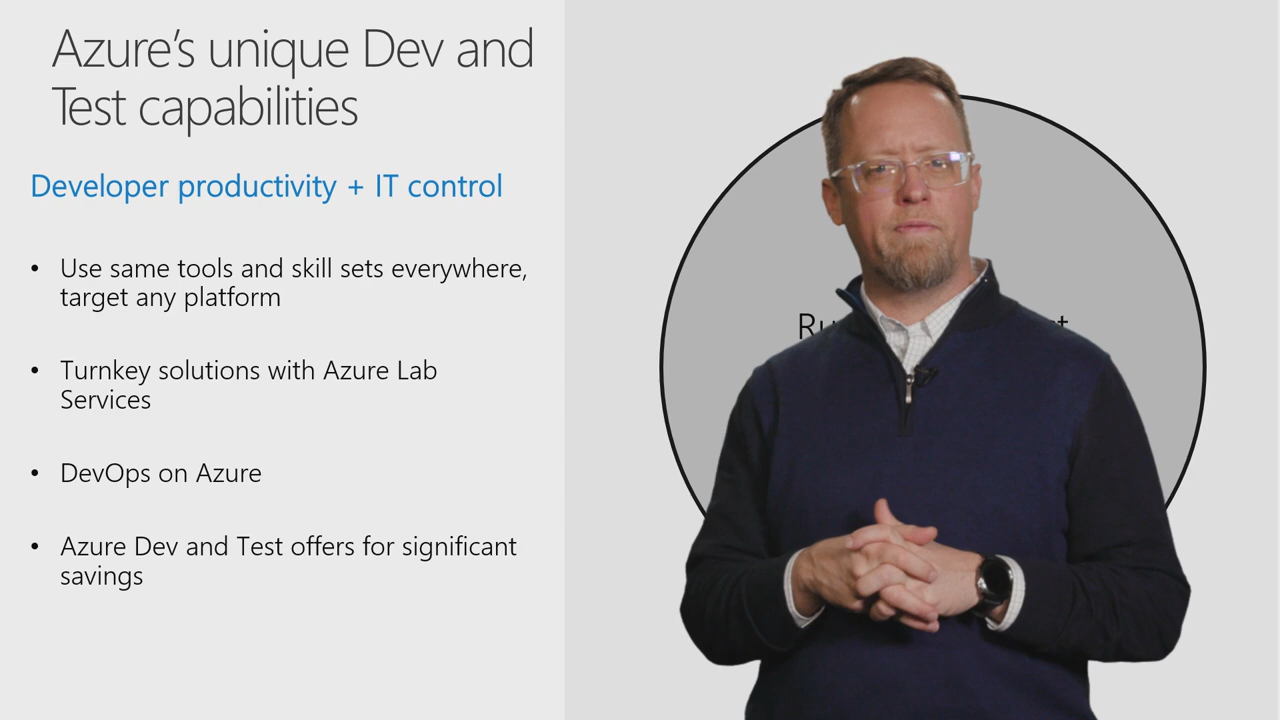 Azure’s unique Dev and
Test capabilities
Developer productivity + IT control
• Use same tools and skill sets everywhere,
target any platform
• Turnkey solutions with Azure Lab
Services
• DevOps on Azure
• Azure Dev and Test offers for significant
savings